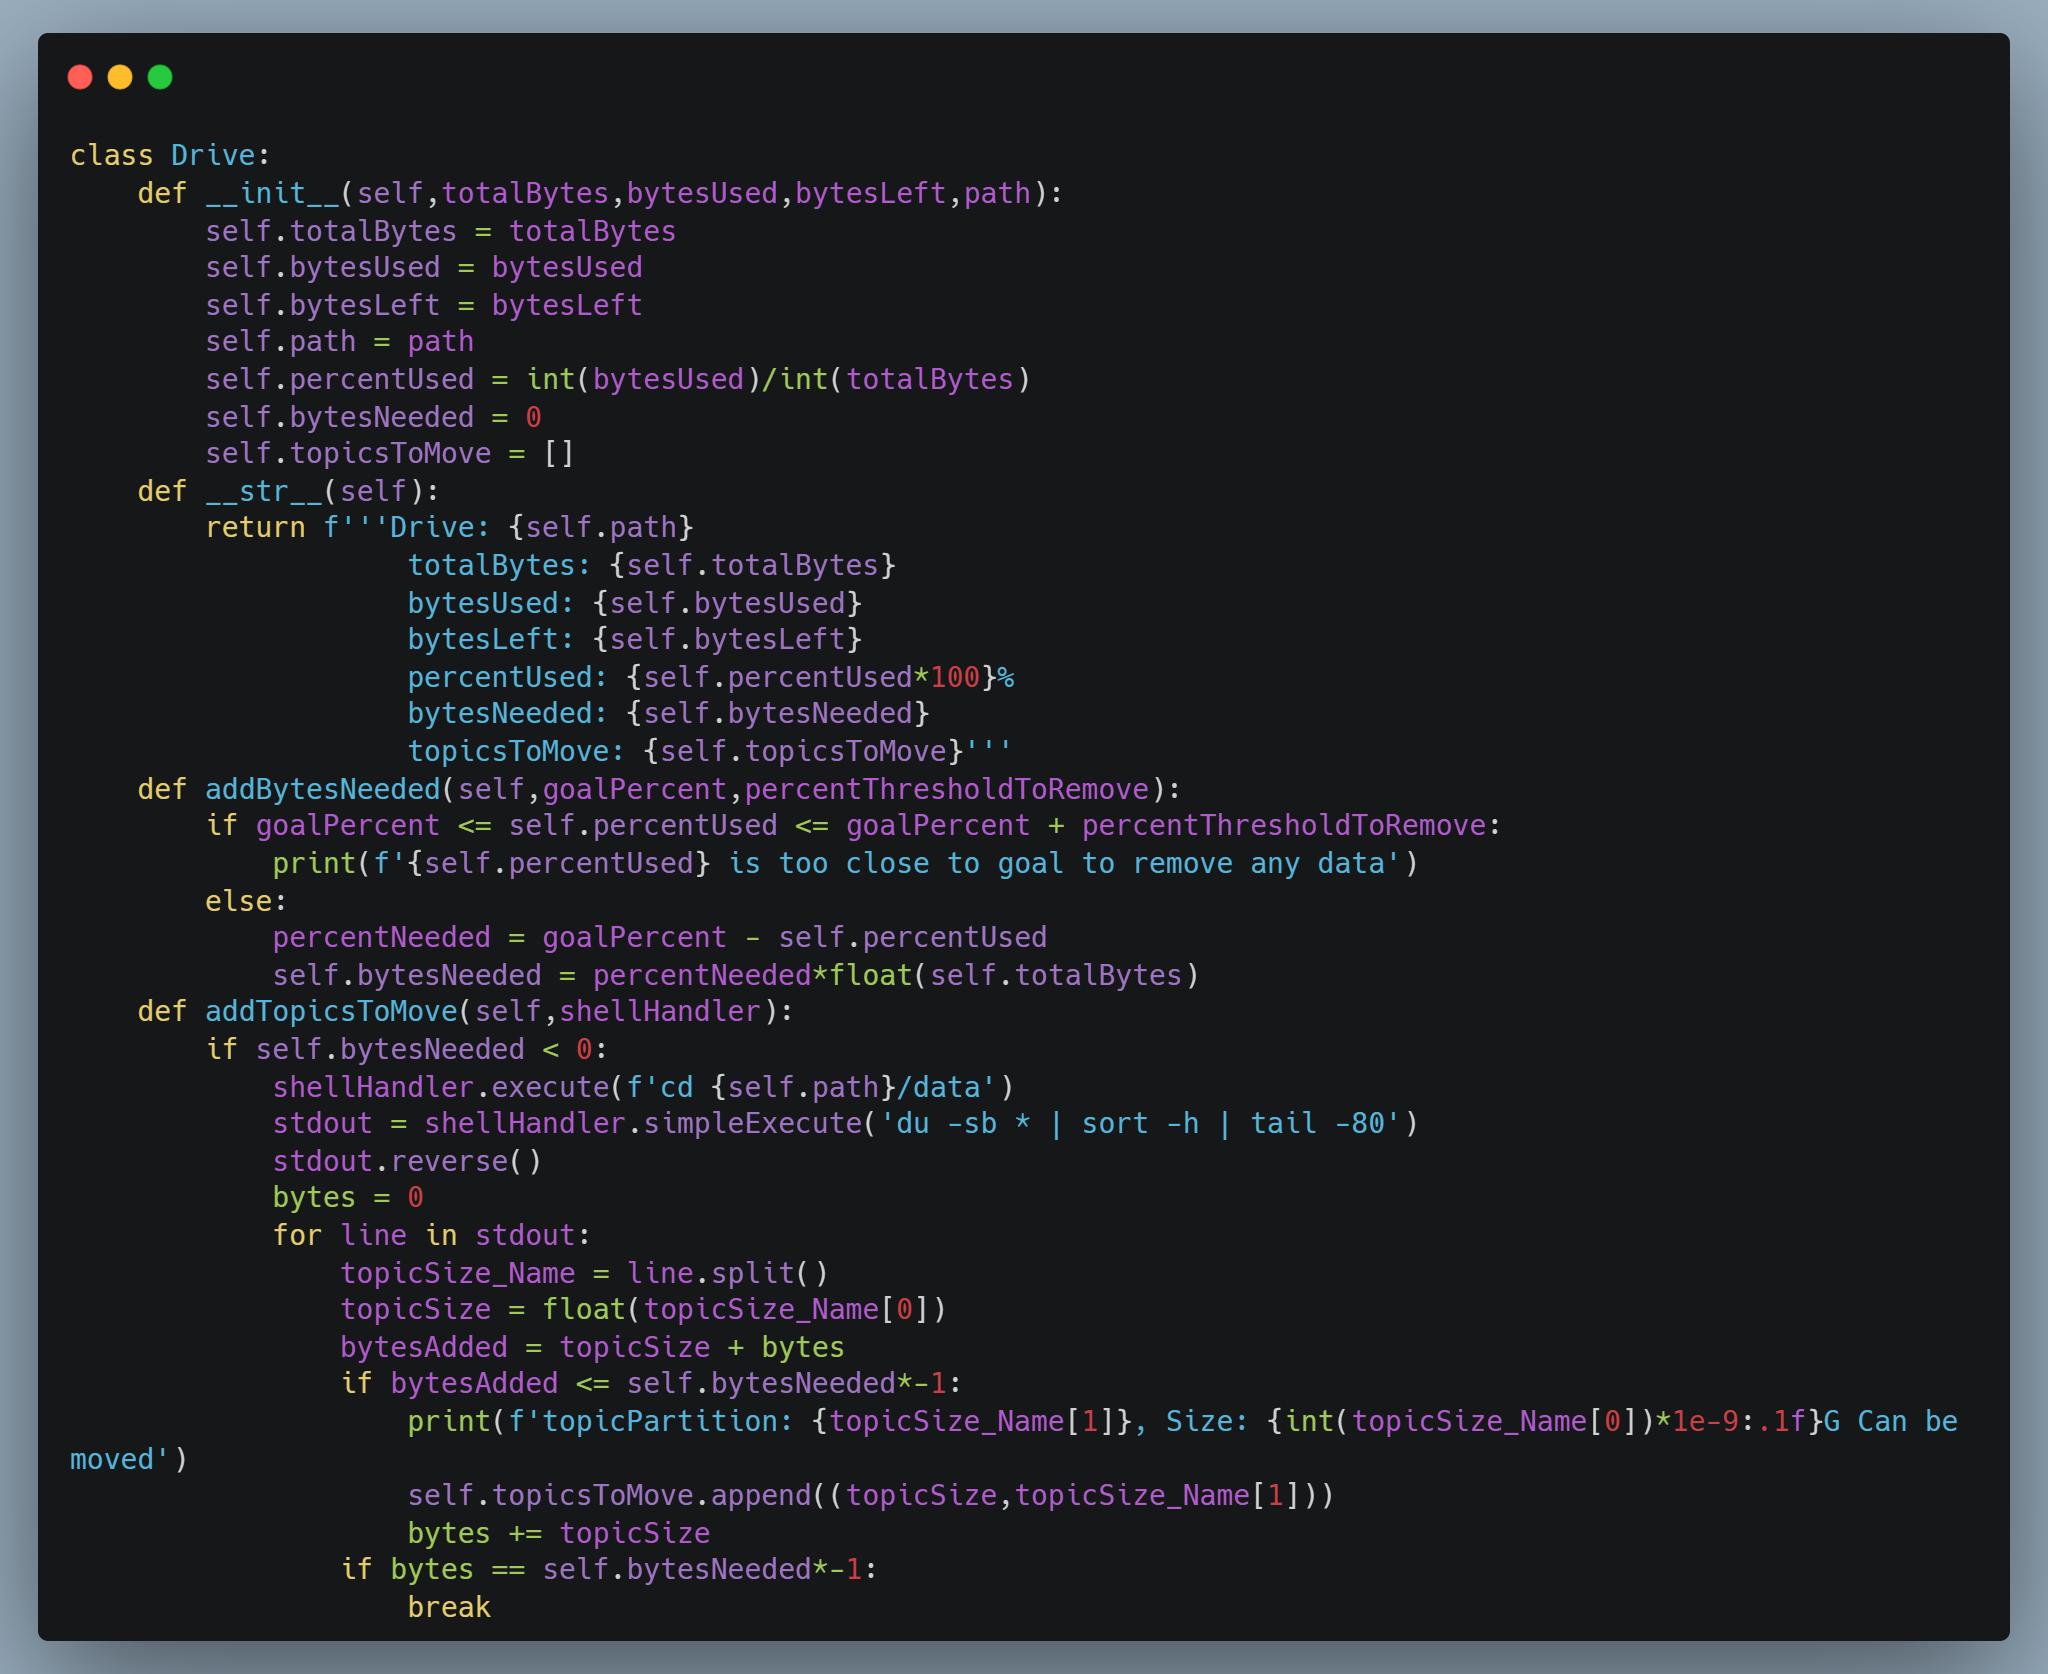 class Drive:
    def __init__(self,totalBytes,bytesUsed,bytesLeft,path):
        self.totalBytes = totalBytes
        self.bytesUsed = bytesUsed
        self.bytesLeft = bytesLeft
        self.path = path
        self.percentUsed = int(bytesUsed)/int(totalBytes)
        self.bytesNeeded = 0
        self.topicsToMove = []
    def __str__(self):
        return f'''Drive: {self.path}
                    totalBytes: {self.totalBytes}
                    bytesUsed: {self.bytesUsed}
                    bytesLeft: {self.bytesLeft}
                    percentUsed: {self.percentUsed*100}%
                    bytesNeeded: {self.bytesNeeded}
                    topicsToMove: {self.topicsToMove}'''
    def addBytesNeeded(self,goalPercent,percentThresholdToRemove):
        if goalPercent <= self.percentUsed <= goalPercent + percentThresholdToRemove:
            print(f'{self.percentUsed} is too close to goal to remove any data')
        else:
            percentNeeded = goalPercent - self.percentUsed
            self.bytesNeeded = percentNeeded*float(self.totalBytes)
    def addTopicsToMove(self,shellHandler):
        if self.bytesNeeded < 0:
            shellHandler.execute(f'cd {self.path}/data')
            stdout = shellHandler.simpleExecute('du -sb * | sort -h | tail -80')
            stdout.reverse()
            bytes = 0
            for line in stdout:
                topicSize_Name = line.split()
                topicSize = float(topicSize_Name[0])
                bytesAdded = topicSize + bytes
                if bytesAdded <= self.bytesNeeded*-1:
                    print(f'topicPartition: {topicSize_Name[1]}, Size: {int(topicSize_Name[0])*1e-9:.1f}G Can be
moved')
                    self.topicsToMove.append((topicSize,topicSize_Name[1]))
                    bytes += topicSize
                if bytes == self.bytesNeeded*-1:
                    break